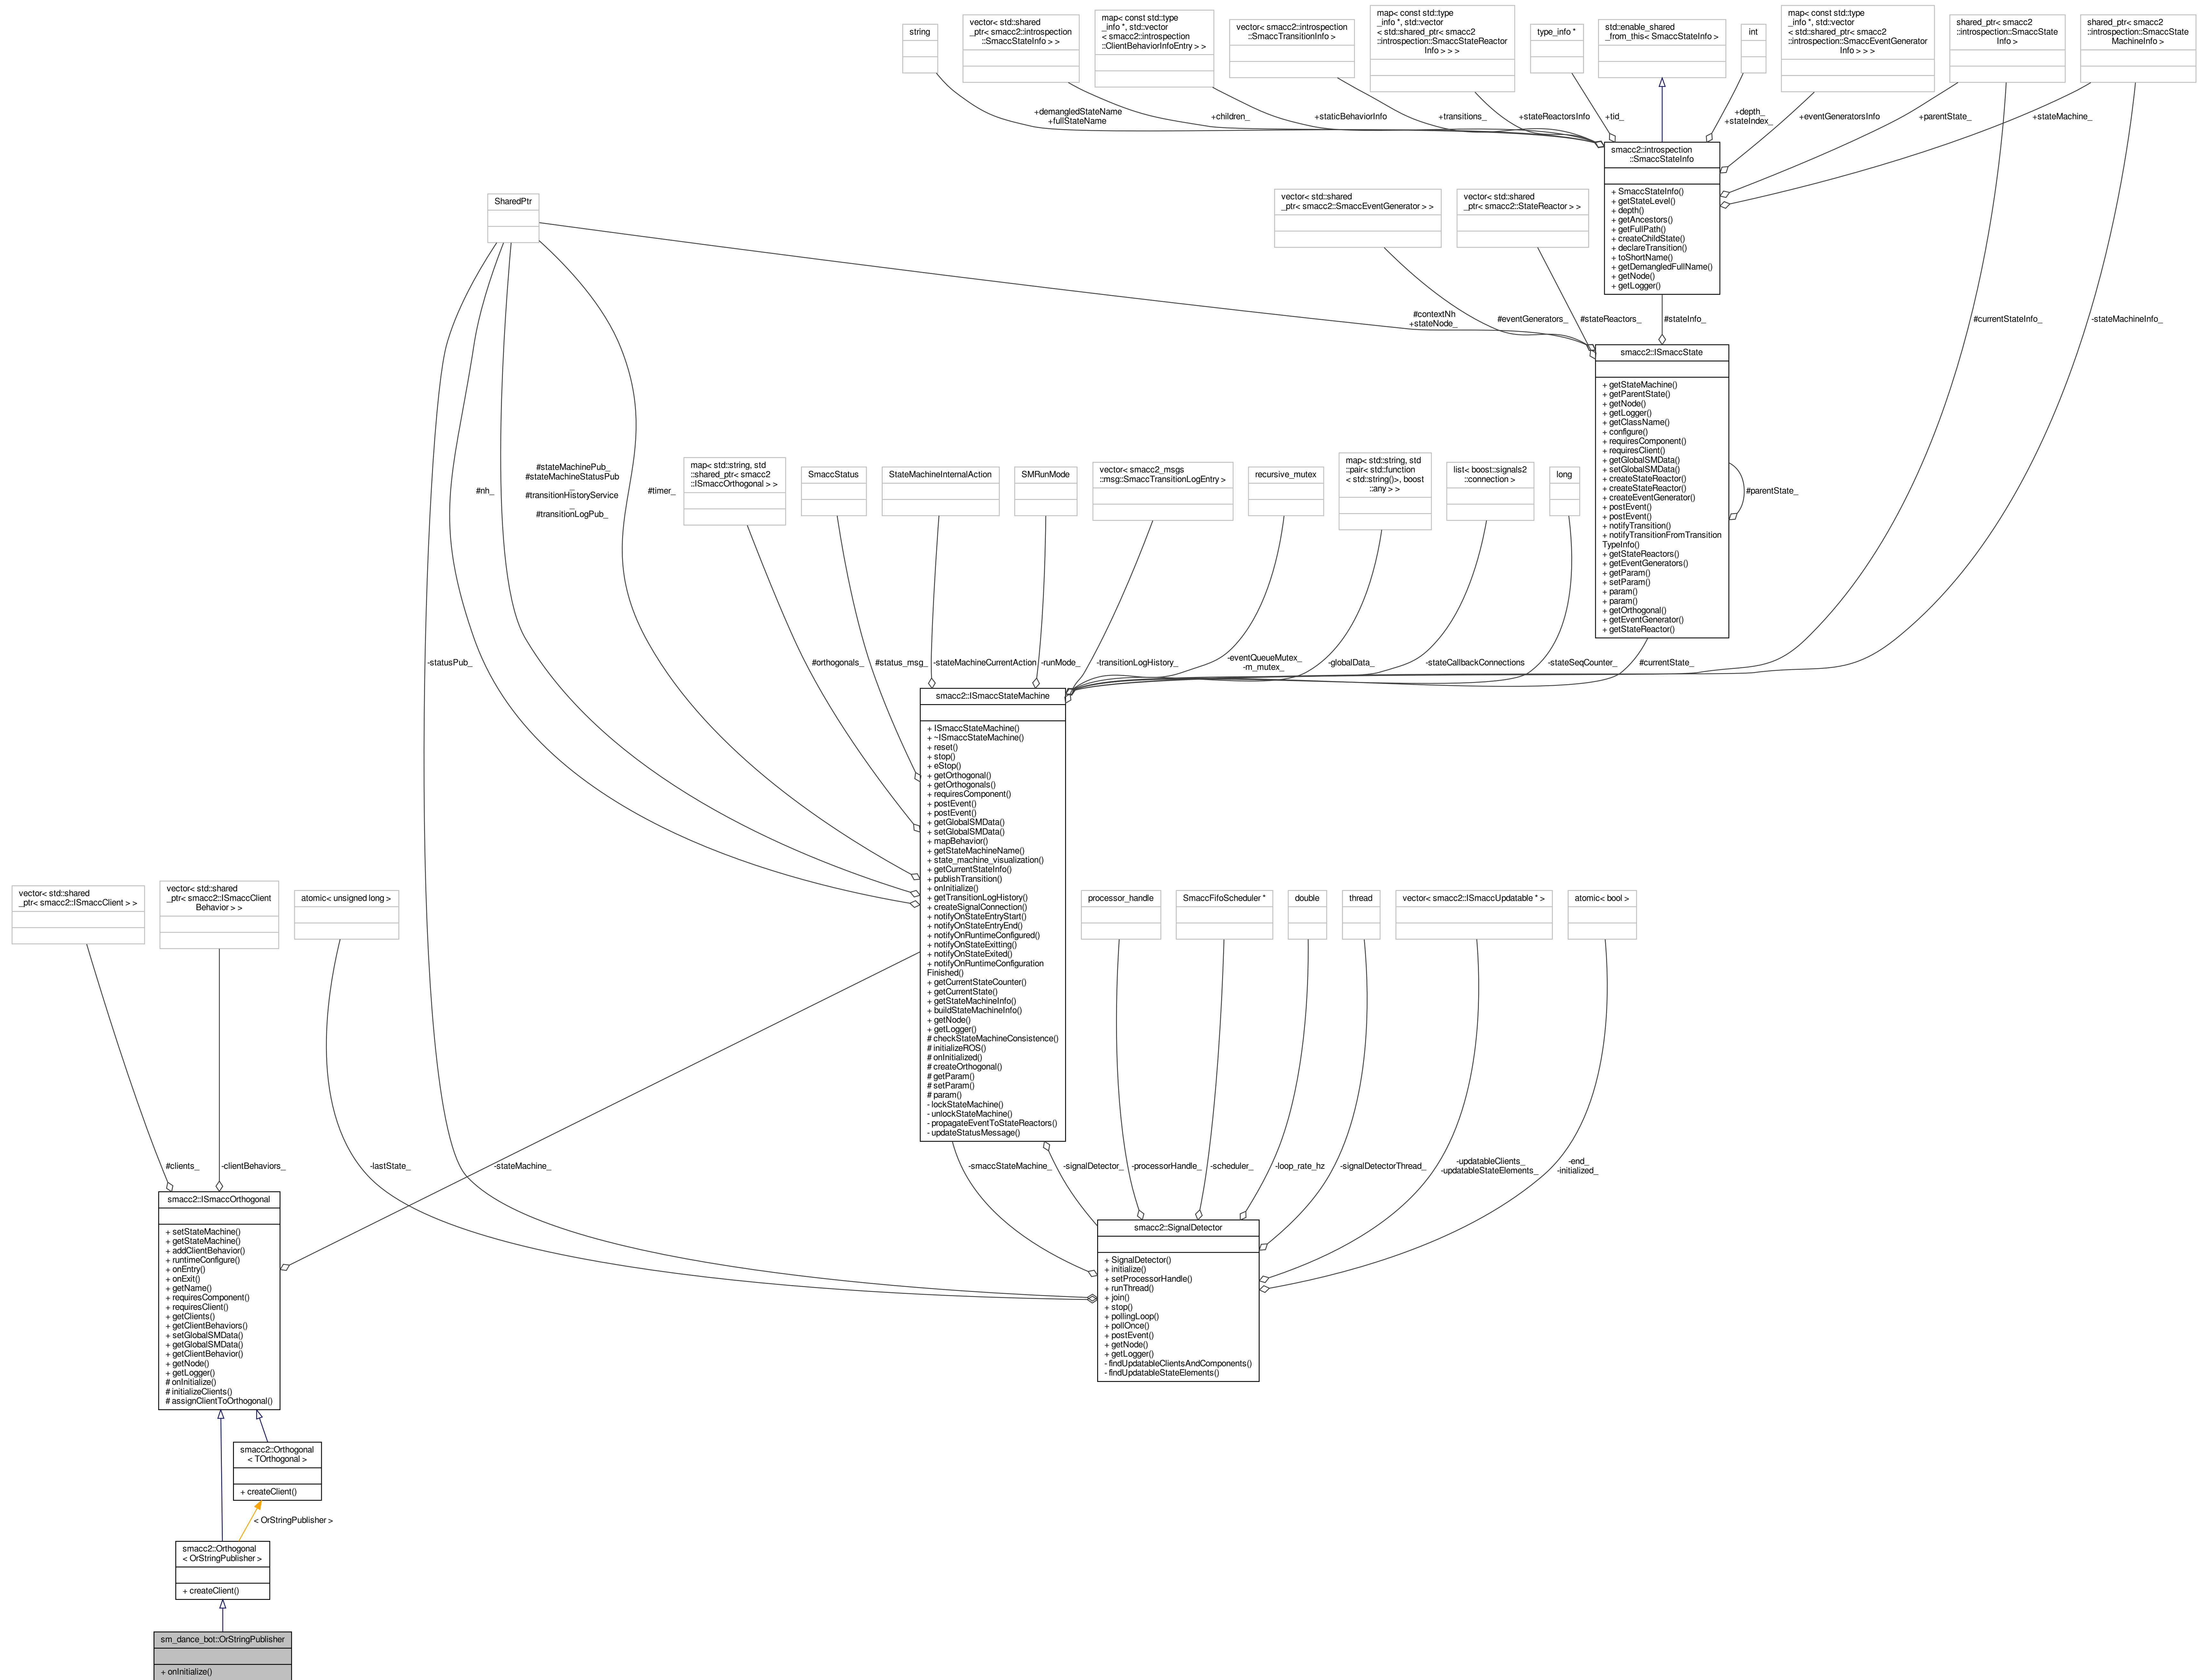 string
vector< std::shared
_ptr< smacc2::introspection
::SmaccStateInfo > >
map< const std::type
_info *, std::vector
< smacc2::introspection
::ClientBehaviorInfoEntry > >
vector< smacc2::introspection
::SmaccTransitionInfo >
map< const std::type
_info *, std::vector
< std::shared_ptr< smacc2
::introspection::SmaccStateReactor
Info > > >
type_info *
std::enable_shared
_from_this< SmaccStateInfo >
int
map< const std::type
_info *, std::vector
< std::shared_ptr< smacc2
::introspection::SmaccEventGenerator
Info > > >
shared_ptr< smacc2
::introspection::SmaccState
Info >
shared_ptr< smacc2
::introspection::SmaccState
MachineInfo >
+demangledStateName
+fullStateName
+children_
+staticBehaviorInfo
+transitions_
+stateReactorsInfo
+tid_
+depth_
+stateIndex_
+eventGeneratorsInfo
+parentState_
+stateMachine_
smacc2::introspection
::SmaccStateInfo
+ SmaccStateInfo()
+ getStateLevel()
+ depth()
+ getAncestors()
+ getFullPath()
+ createChildState()
+ declareTransition()
+ toShortName()
+ getDemangledFullName()
+ getNode()
+ getLogger()
SharedPtr
vector< std::shared
_ptr< smacc2::SmaccEventGenerator > >
vector< std::shared
_ptr< smacc2::StateReactor > >
#contextNh
+stateNode_
#eventGenerators_
#stateReactors_
#stateInfo_
#currentStateInfo_
-stateMachineInfo_
smacc2::ISmaccState
+ getStateMachine()
+ getParentState()
+ getNode()
+ getLogger()
+ getClassName()
+ configure()
+ requiresComponent()
+ requiresClient()
+ getGlobalSMData()
+ setGlobalSMData()
+ createStateReactor()
+ createStateReactor()
+ createEventGenerator()
+ postEvent()
+ postEvent()
+ notifyTransition()
+ notifyTransitionFromTransition
TypeInfo()
+ getStateReactors()
+ getEventGenerators()
+ getParam()
+ setParam()
+ param()
+ param()
+ getOrthogonal()
+ getEventGenerator()
+ getStateReactor()
#parentState_
#nh_
#stateMachinePub_
#stateMachineStatusPub
_
#transitionHistoryService
_
#transitionLogPub_
#timer_
map< std::string, std
::shared_ptr< smacc2
::ISmaccOrthogonal > >
SmaccStatus
StateMachineInternalAction
SMRunMode
vector< smacc2_msgs
::msg::SmaccTransitionLogEntry >
recursive_mutex
map< std::string, std
::pair< std::function
< std::string()>, boost
::any > >
list< boost::signals2
::connection >
long
-statusPub_
#orthogonals_
#status_msg_
-stateMachineCurrentAction
-runMode_
-transitionLogHistory_
-eventQueueMutex_
-m_mutex_
-globalData_
-stateCallbackConnections
-stateSeqCounter_
#currentState_
smacc2::ISmaccStateMachine
+ ISmaccStateMachine()
+ ~ISmaccStateMachine()
+ reset()
+ stop()
+ eStop()
+ getOrthogonal()
+ getOrthogonals()
+ requiresComponent()
+ postEvent()
+ postEvent()
+ getGlobalSMData()
+ setGlobalSMData()
+ mapBehavior()
+ getStateMachineName()
+ state_machine_visualization()
+ getCurrentStateInfo()
+ publishTransition()
+ onInitialize()
+ getTransitionLogHistory()
+ createSignalConnection()
+ notifyOnStateEntryStart()
+ notifyOnStateEntryEnd()
+ notifyOnRuntimeConfigured()
+ notifyOnStateExitting()
+ notifyOnStateExited()
+ notifyOnRuntimeConfiguration
Finished()
+ getCurrentStateCounter()
+ getCurrentState()
+ getStateMachineInfo()
+ buildStateMachineInfo()
+ getNode()
+ getLogger()
# checkStateMachineConsistence()
# initializeROS()
# onInitialized()
# createOrthogonal()
# getParam()
# setParam()
# param()
- lockStateMachine()
- unlockStateMachine()
- propagateEventToStateReactors()
- updateStatusMessage()
vector< std::shared
_ptr< smacc2::ISmaccClient > >
vector< std::shared
_ptr< smacc2::ISmaccClient
Behavior > >
atomic< unsigned long >
processor_handle
SmaccFifoScheduler *
double
thread
vector< smacc2::ISmaccUpdatable * >
atomic< bool >
#clients_
-clientBehaviors_
-lastState_
-stateMachine_
-smaccStateMachine_
-signalDetector_
-processorHandle_
-scheduler_
-loop_rate_hz
-signalDetectorThread_
-updatableClients_
-updatableStateElements_
-end_
-initialized_
smacc2::ISmaccOrthogonal
+ setStateMachine()
+ getStateMachine()
+ addClientBehavior()
+ runtimeConfigure()
+ onEntry()
+ onExit()
+ getName()
+ requiresComponent()
+ requiresClient()
+ getClients()
+ getClientBehaviors()
+ setGlobalSMData()
+ getGlobalSMData()
+ getClientBehavior()
+ getNode()
+ getLogger()
# onInitialize()
# initializeClients()
# assignClientToOrthogonal()
smacc2::SignalDetector
+ SignalDetector()
+ initialize()
+ setProcessorHandle()
+ runThread()
+ join()
+ stop()
+ pollingLoop()
+ pollOnce()
+ postEvent()
+ getNode()
+ getLogger()
- findUpdatableClientsAndComponents()
- findUpdatableStateElements()
smacc2::Orthogonal
< TOrthogonal >
+ createClient()
< OrStringPublisher >
smacc2::Orthogonal
< OrStringPublisher >
+ createClient()
sm_dance_bot::OrStringPublisher
+ onInitialize()